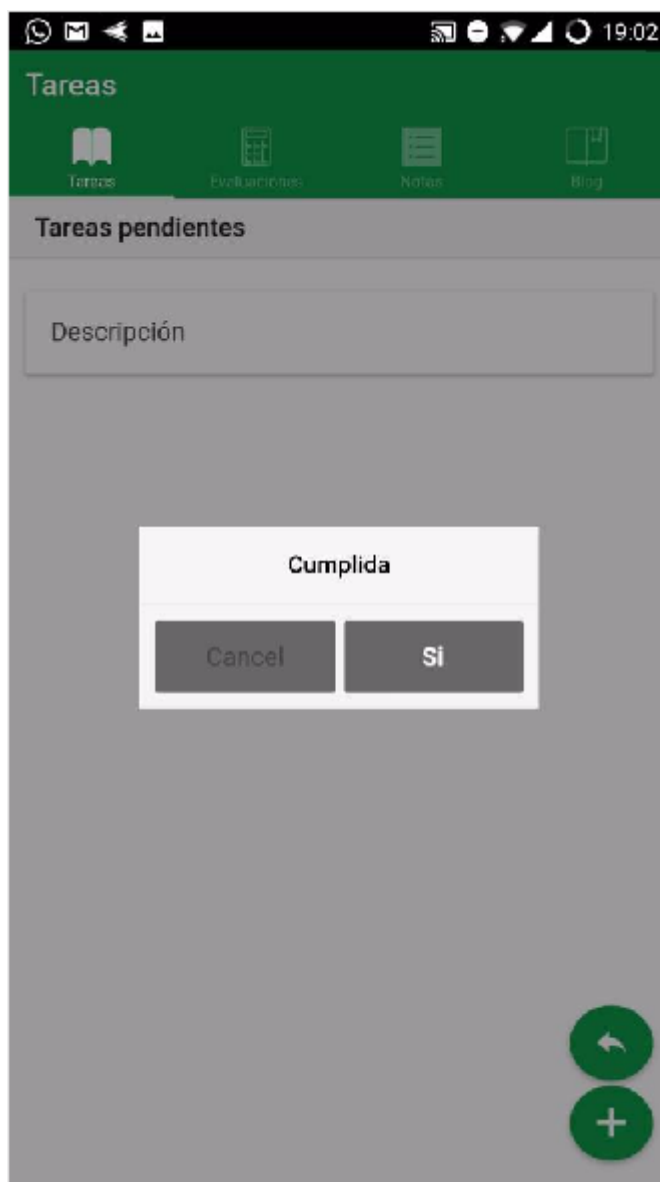 19:02
Tareas
Tareas Evaluaciones Notas Blog
Tareas pendientes
Descripción
Cumplida
Cancel Si